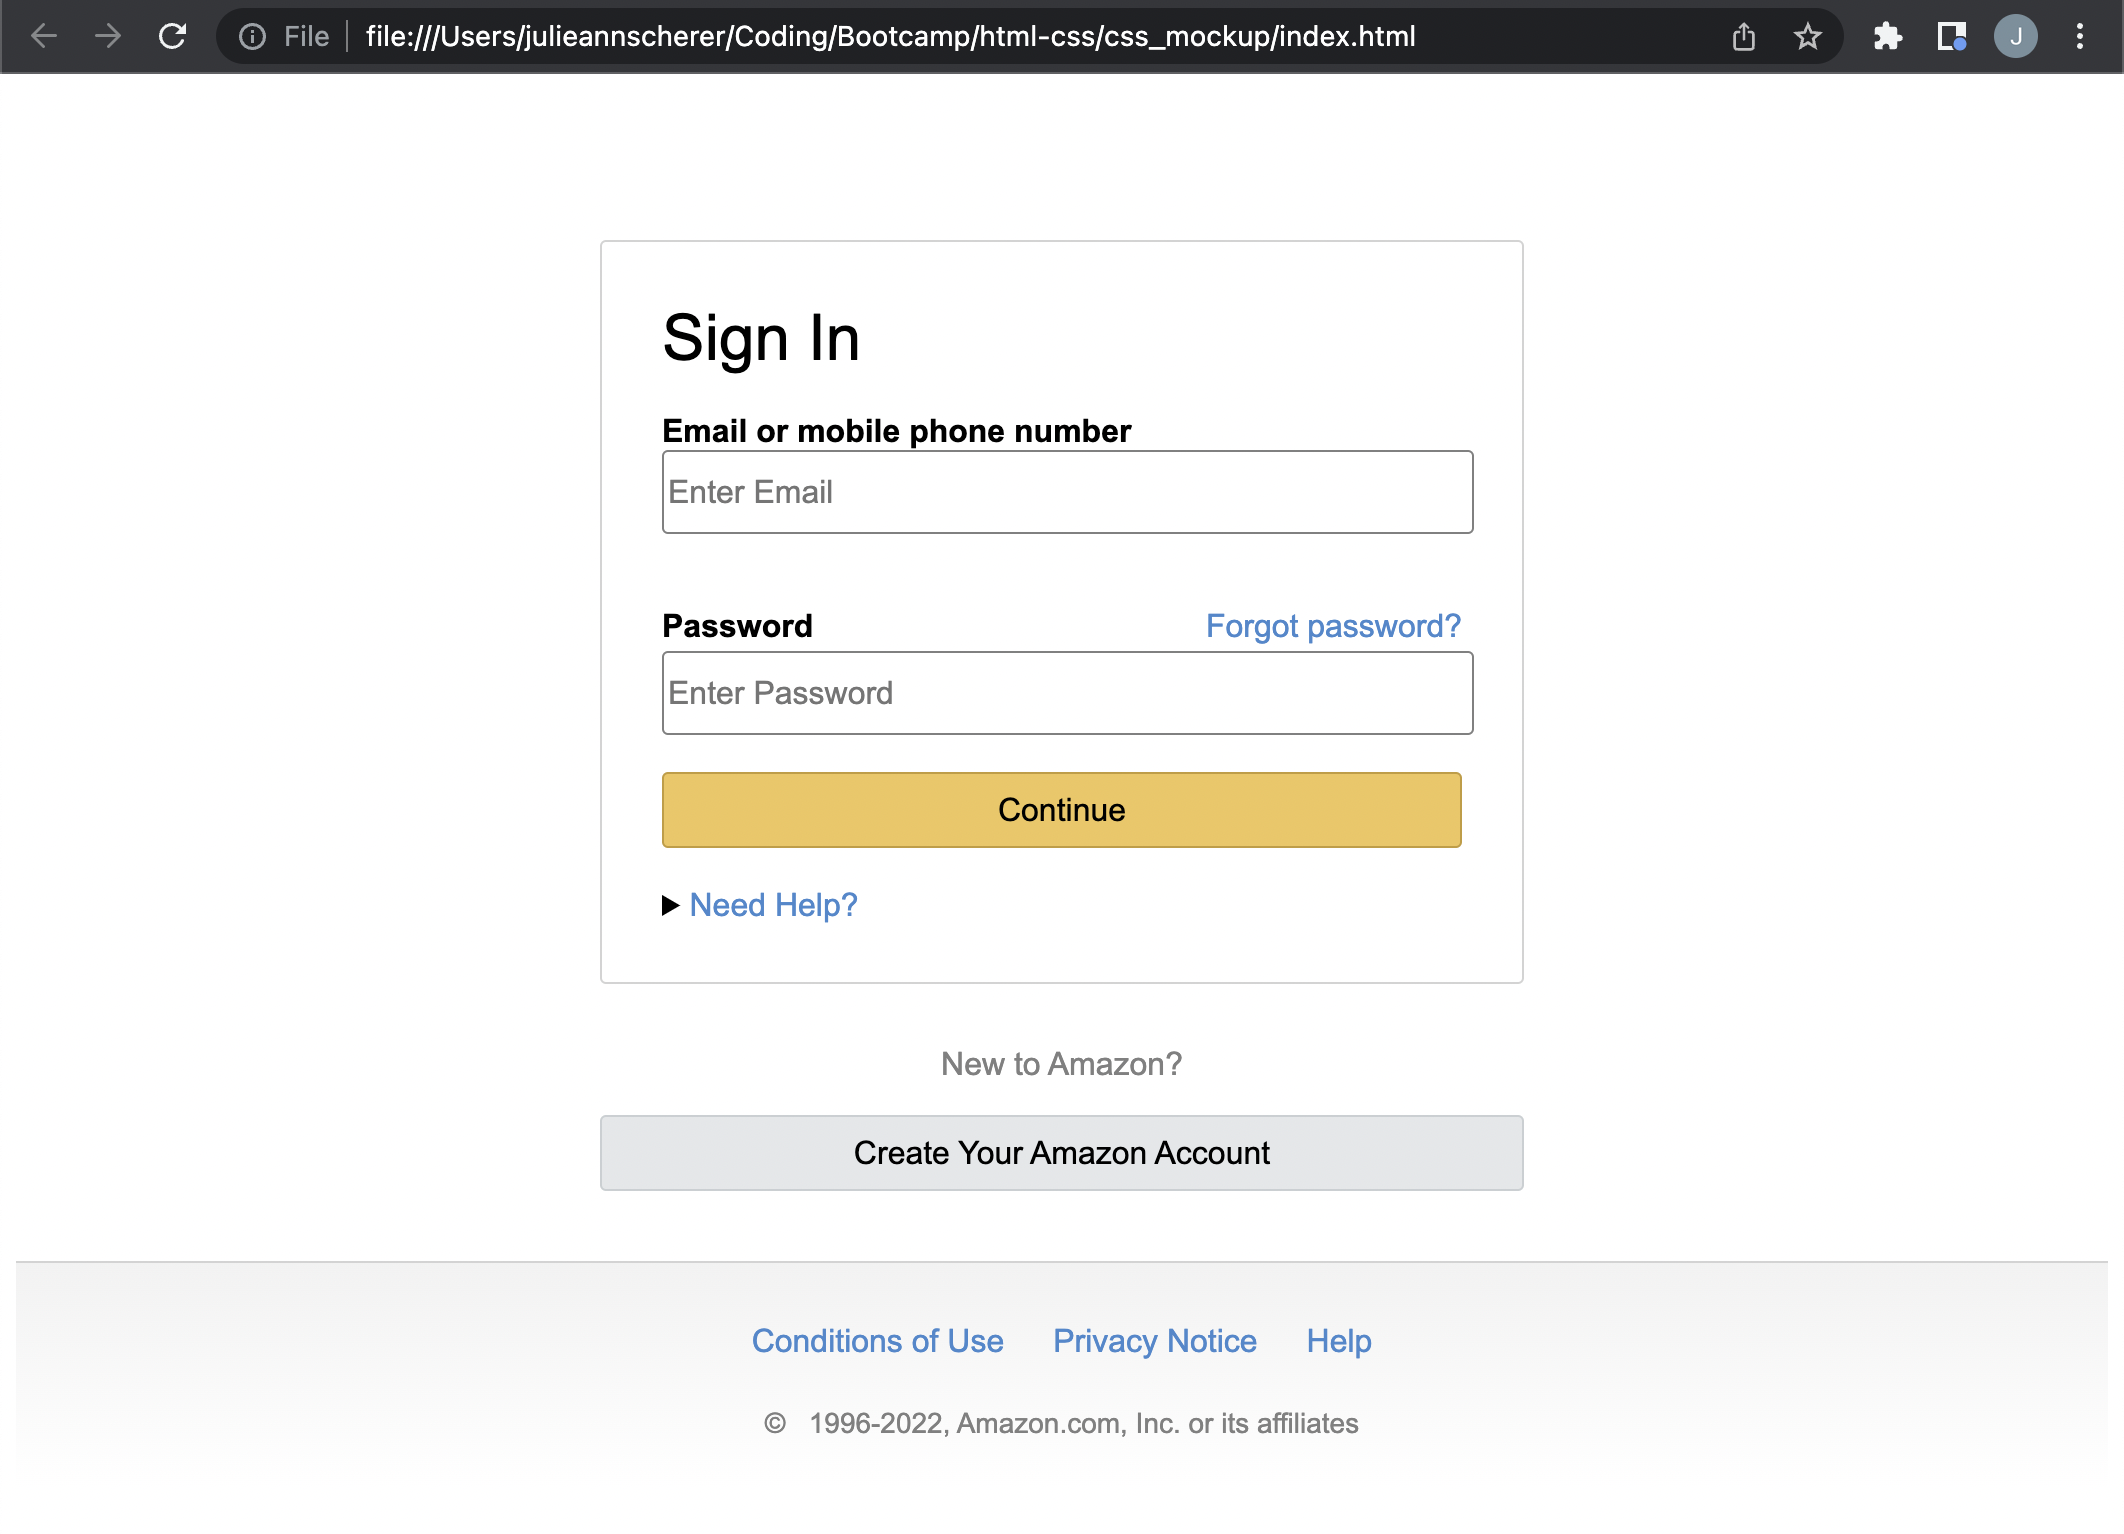 File file:///Users/julieannscherer/Coding/Bootcamp/html-css/css_mockup/index.html J
Sign In
Email or mobile phone number
Enter Email
Password Forgot password?
Enter Password
Continue
Need Help?
New to Amazon?
Create Your Amazon Account
Conditions of Use Privacy Notice Help
© 1996-2022, Amazon.com, Inc. or its affiliates